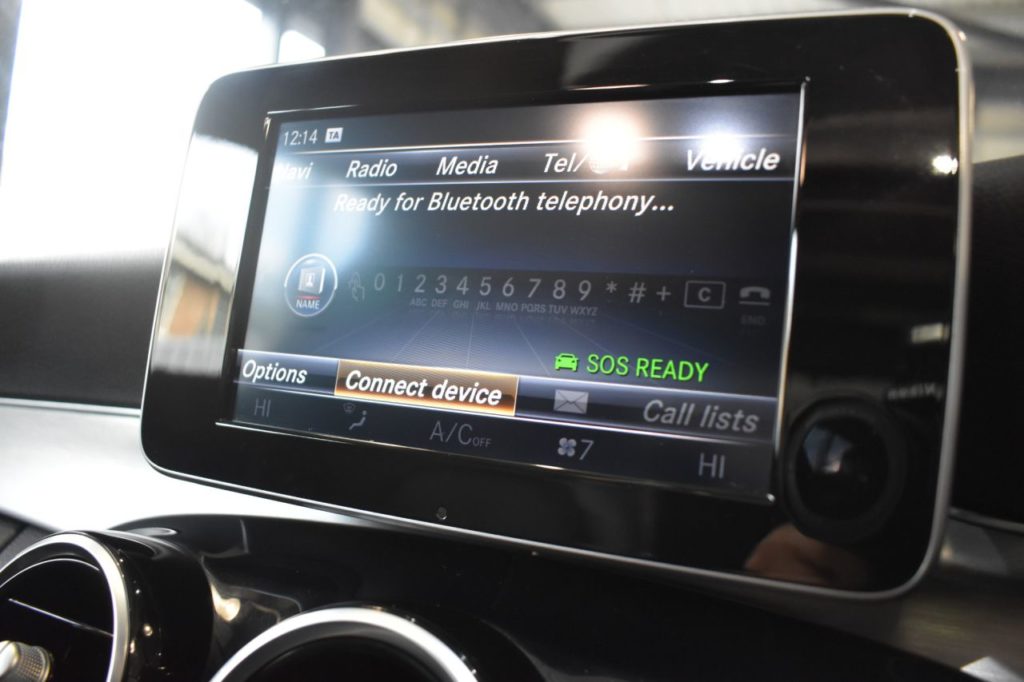 12:14 TA
Navi Radio Media Tel/ Vehicle
Ready for Bluetooth telephony...
NAME
0 1 2 3 4 5 6 7 8 9 * # + C
ABC DEF GHI JKL MNO PQRS TUV WXYZ
END
SOS READY
Options Connect device Call lists
HI A/C OFF 7 HI